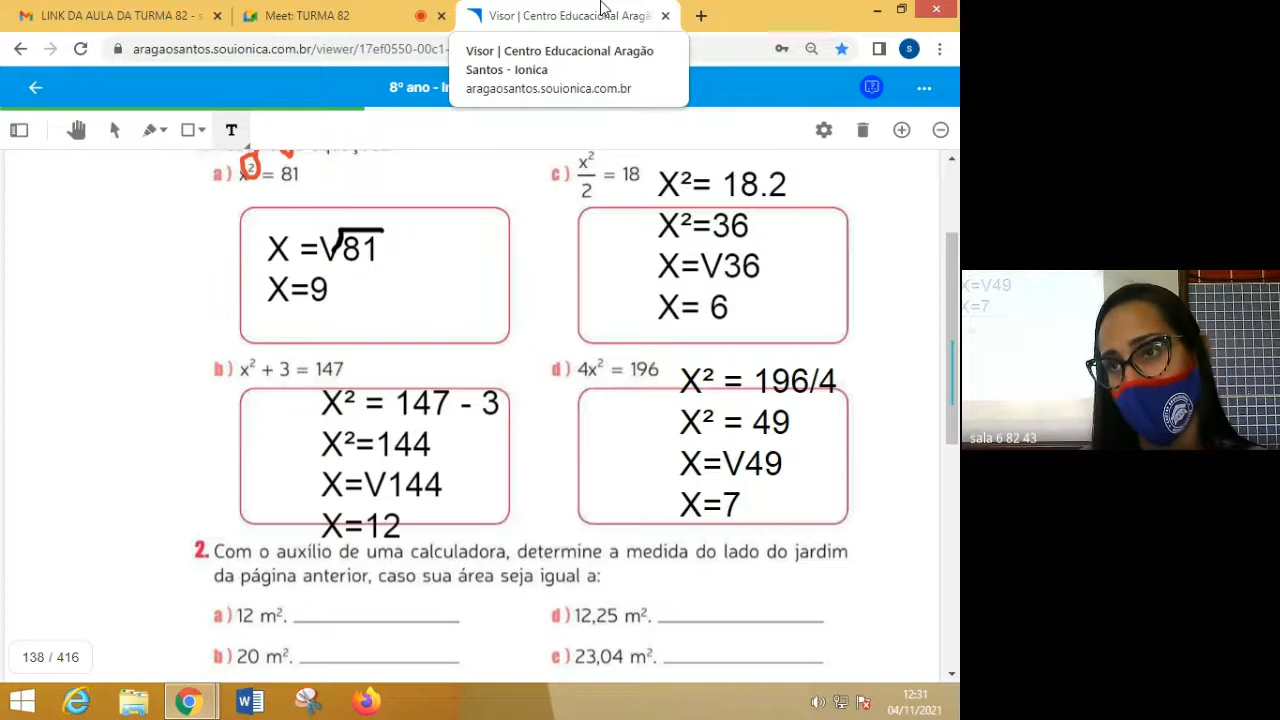 LINK DA AULA DA TURMA 82 - s
Meet: TURMA 82
Visor | Centro Educacional Aragã
aragaosantos.souionica.com.br/viewer/17ef0550-00c1-
s
Visor | Centro Educacional Aragão
Santos - Ionica
aragaosantos.souionica.com.br
8º ano - In
T
a) x² = 81
X =V81
X=9
c) x²/2 = 18
X²= 18.2
X²=36
X=V36
X= 6
b) x² + 3 = 147
X² = 147 - 3
X²=144
X=V144
X=12
d) 4x² = 196
X² = 196/4
X² = 49
X=V49
X=7
2. Com o auxílio de uma calculadora, determine a medida do lado do jardim
da página anterior, caso sua área seja igual a:
a) 12 m². ____________
d) 12,25 m². ____________
b) 20 m². ____________
e) 23,04 m². ____________
138 / 416
X=V49
X=7
sala 6 82 43
12:31
04/11/2021